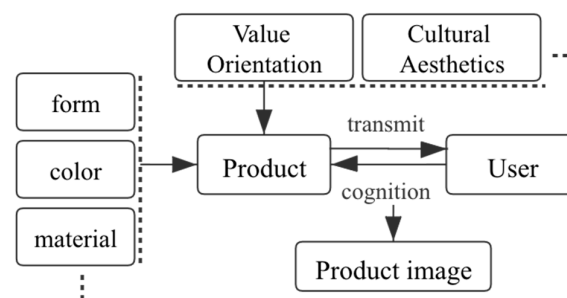 Value
Orientation
Cultural
Aesthetics
form
color
material
Product
transmit
cognition
User
Product image